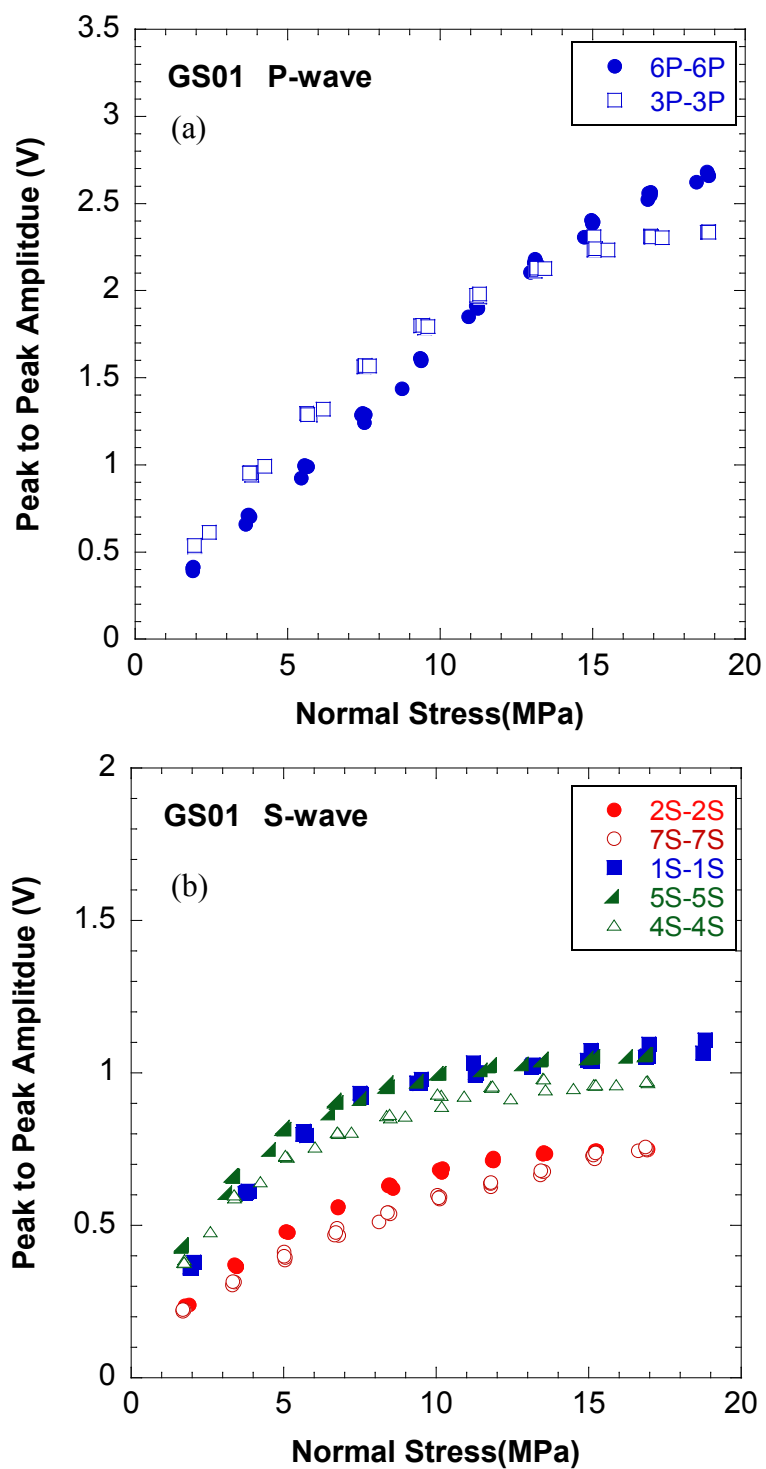 3.5
GS01 P-wave
6P-6P
3P-3P
(a)
3
2.5
2
1.5
1
0.5
0
Peak to Peak Amplitdue (V)
0 5 10 15 20
Normal Stress(MPa)
2
GS01 S-wave
2S-2S
7S-7S
1S-1S
5S-5S
4S-4S
(b)
1.5
1
0.5
0
Peak to Peak Amplitdue (V)
0 5 10 15 20
Normal Stress(MPa)